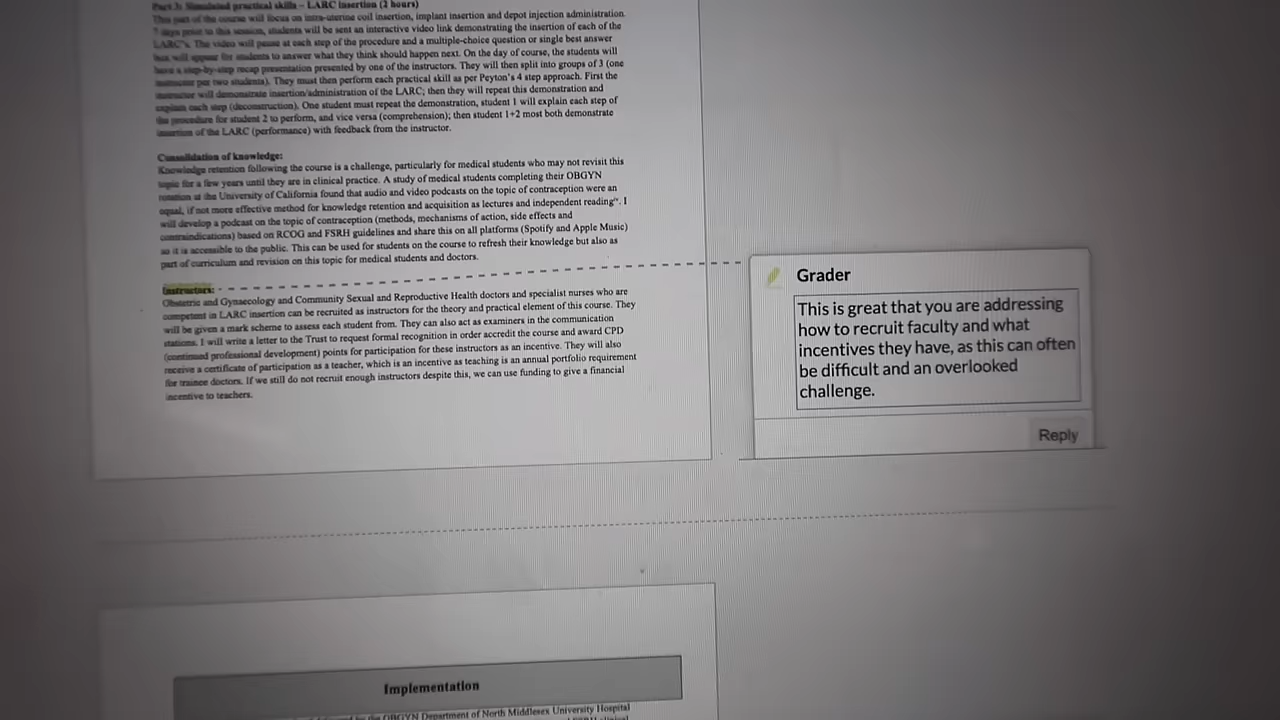 Part 3: Simulated practical skills – LARC insertion (2 hours)
This part of the course will focus on intra-uterine coil insertion, implant insertion and depot injection administration.
7 days prior to this session, students will be sent an interactive video link demonstrating the insertion of each of the
LARC's. The video will pause at each step of the procedure and a multiple-choice question or single best answer
box will appear for students to answer what they think should happen next. On the day of course, the students will
have a step-by-step recap presentation presented by one of the instructors. They will then split into groups of 3 (one
instructor per two students). They must then perform each practical skill as per Peyton's 4 step approach. First the
instructor will demonstrate insertion/administration of the LARC; then they will repeat this demonstration and
explain each step (deconstruction). One student must repeat the demonstration, student 1 will explain each step of
the procedure for student 2 to perform, and vice versa (comprehension); then student 1+2 most both demonstrate
insertion of the LARC (performance) with feedback from the instructor.
Consolidation of knowledge:
Knowledge retention following the course is a challenge, particularly for medical students who may not revisit this
topic for a few years until they are in clinical practice. A study of medical students completing their OBGYN
rotation at the University of California found that audio and video podcasts on the topic of contraception were an
equal, if not more effective method for knowledge retention and acquisition as lectures and independent reading. I
will develop a podcast on the topic of contraception (methods, mechanisms of action, side effects and
contraindications) based on RCOG and FSRH guidelines and share this on all platforms (Spotify and Apple Music)
so it is accessible to the public. This can be used for students on the course to refresh their knowledge but also as
part of curriculum and revision on this topic for medical students and doctors.
Instructors:
Obstetric and Gynaecology and Community Sexual and Reproductive Health doctors and specialist nurses who are
competent in LARC insertion can be recruited as instructors for the theory and practical element of this course. They
will be given a mark scheme to assess each student from. They can also act as examiners in the communication
stations. I will write a letter to the Trust to request formal recognition in order accredit the course and award CPD
(continued professional development) points for participation for these instructors as an incentive. They will also
receive a certificate of participation as a teacher, which is an incentive as teaching is an annual portfolio requirement
for trainee doctors. If we still do not recruit enough instructors despite this, we can use funding to give a financial
incentive to teachers.
Grader
This is great that you are addressing
how to recruit faculty and what
incentives they have, as this can often
be difficult and an overlooked
challenge.
Reply
Implementation
by the OBGYN Department of North Middlesex University Hospital
clinical